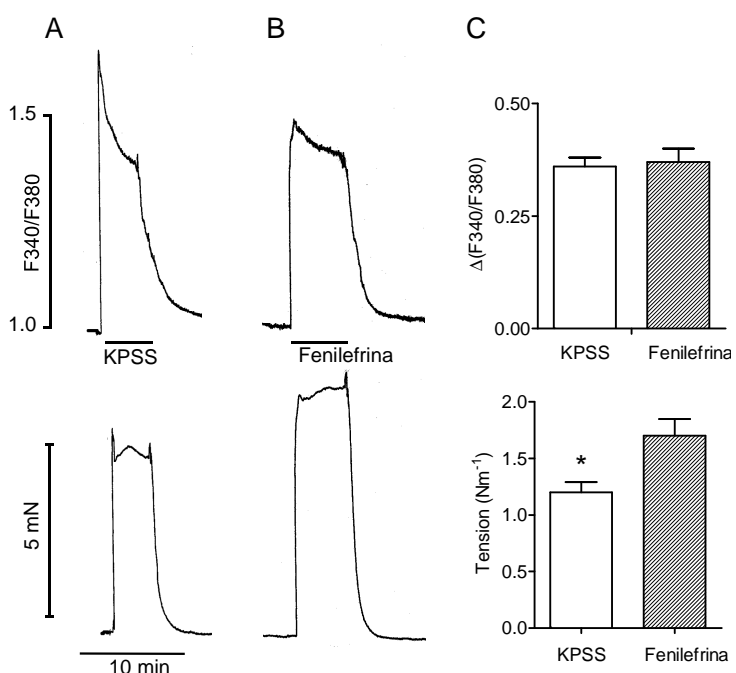 A
B
C
1.5
F340/F380
1.0
KPSS
Fenilefrina
0.50
0.25
0.00
Δ(F340/F380)
KPSS
Fenilefrina
5 mN
10 min
2.0
1.5
1.0
0.5
0.0
Tension (Nm⁻¹)
*
KPSS
Fenilefrina